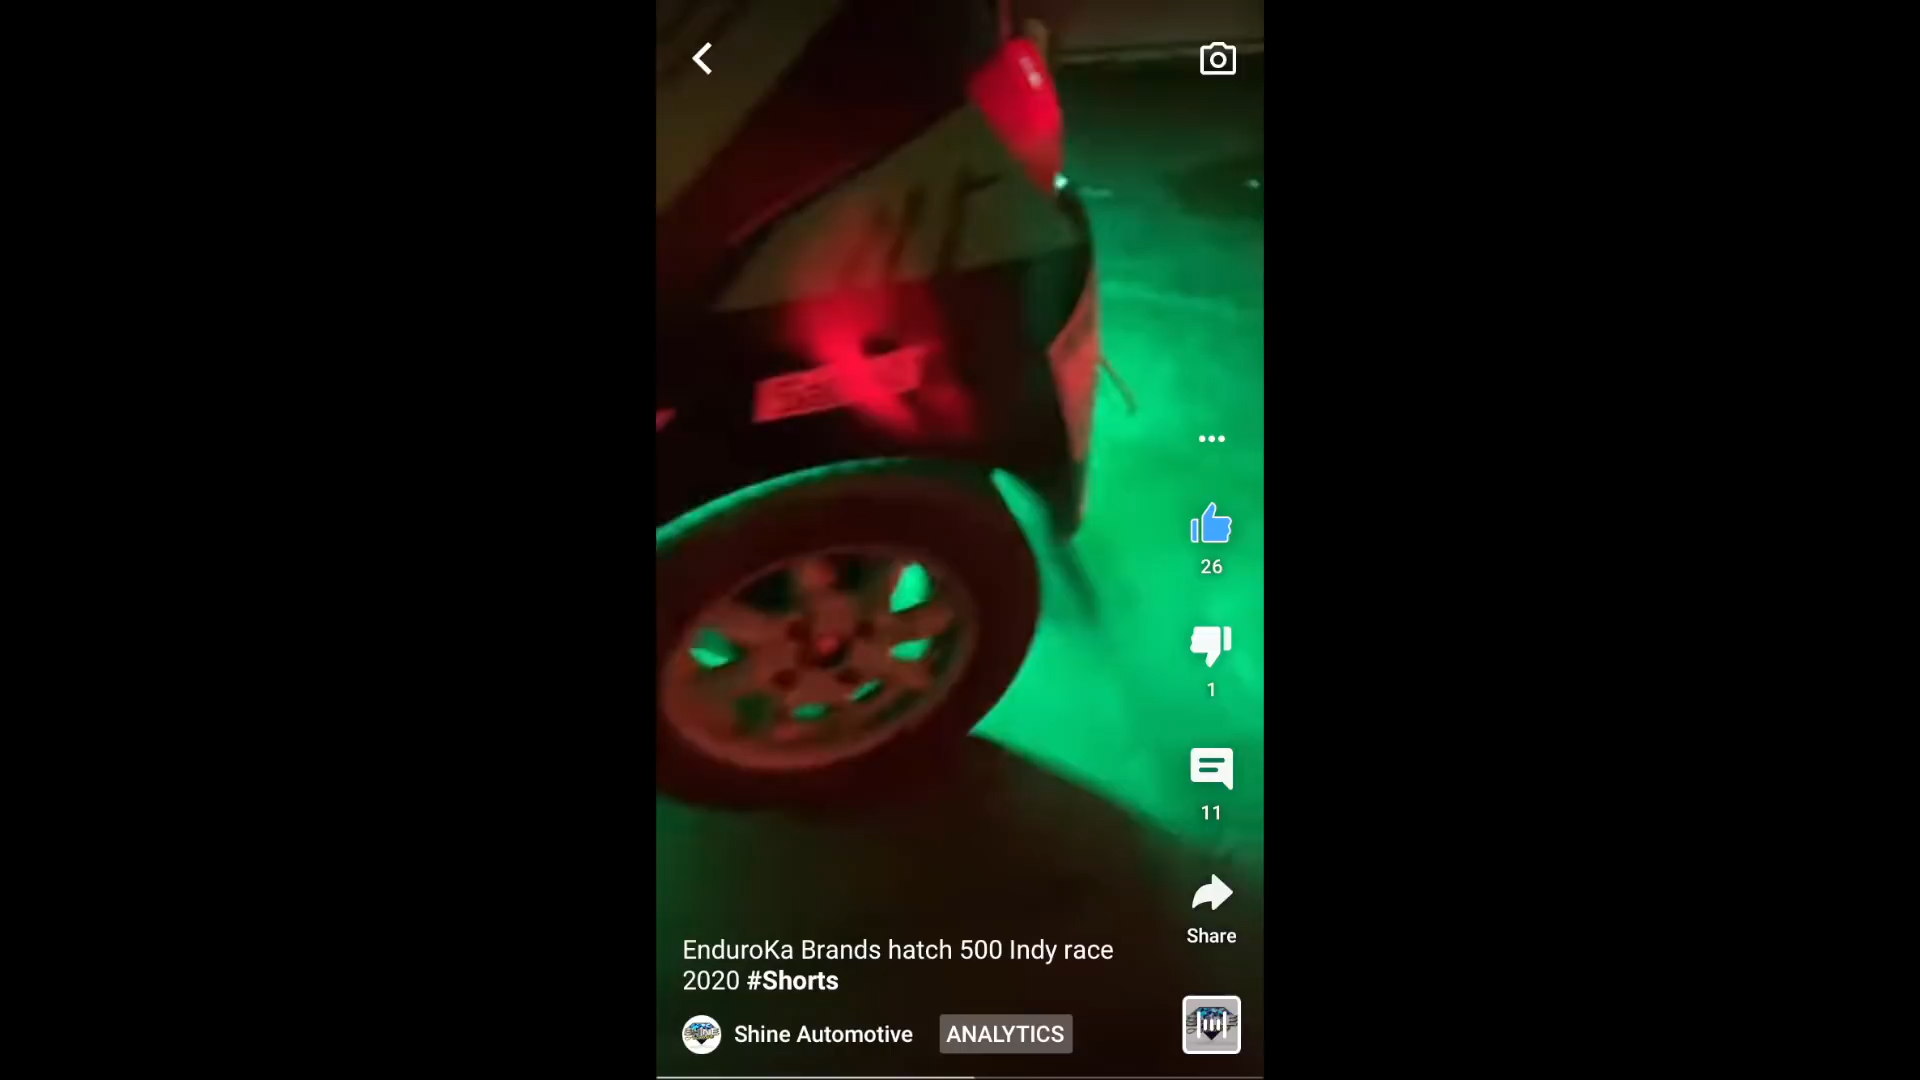 26
1
11
Share
EnduroKa Brands hatch 500 Indy race
2020 #Shorts
Shine Automotive
ANALYTICS